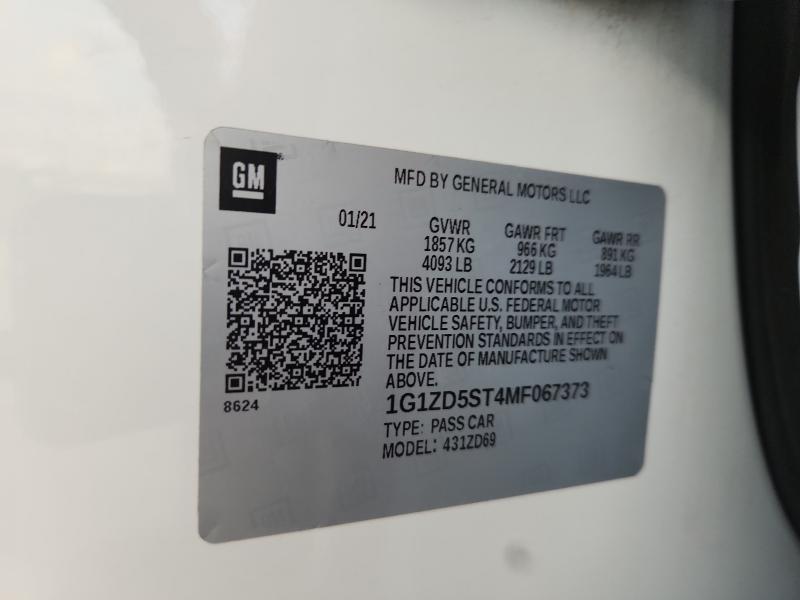 GM
MFD BY GENERAL MOTORS LLC
01/21
GVWR GAWR FRT GAWR RR
1857 KG 966 KG 891 KG
4093 LB 2129 LB 1964 LB
THIS VEHICLE CONFORMS TO ALL
APPLICABLE U.S. FEDERAL MOTOR
VEHICLE SAFETY, BUMPER, AND THEFT
PREVENTION STANDARDS IN EFFECT ON
THE DATE OF MANUFACTURE SHOWN
ABOVE.
8624
1G1ZD5ST4MF067373
TYPE: PASS CAR
MODEL: 431ZD69